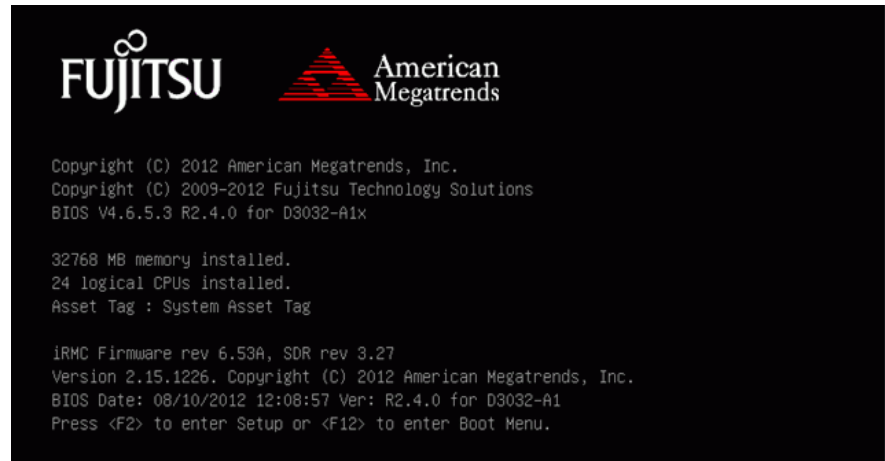 FUJITSU
American
Megatrends
Copyright (C) 2012 American Megatrends, Inc.
Copyright (C) 2009-2012 Fujitsu Technology Solutions
BIOS V4.6.5.3 R2.4.0 for D3032-A1x
32768 MB memory installed.
24 logical CPUs installed.
Asset Tag : System Asset Tag
iRMC Firmware rev 6.53A, SDR rev 3.27
Version 2.15.1226. Copyright (C) 2012 American Megatrends, Inc.
BIOS Date: 08/10/2012 12:08:57 Ver: R2.4.0 for D3032-A1
Press <F2> to enter Setup or <F12> to enter Boot Menu.